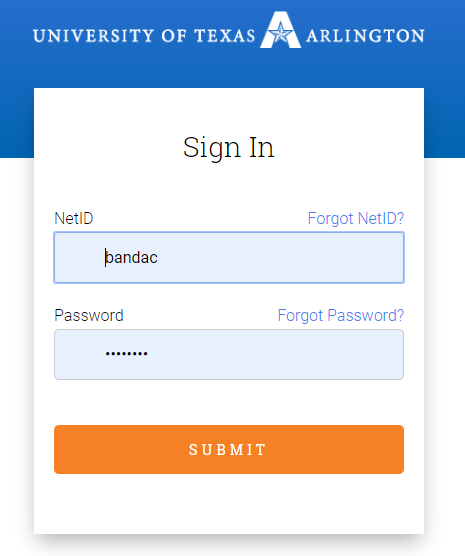 UNIVERSITY OF TEXAS A ARLINGTON
Sign In
NetID Forgot NetID?
bandac
Password Forgot Password?
••••••••
SUBMIT